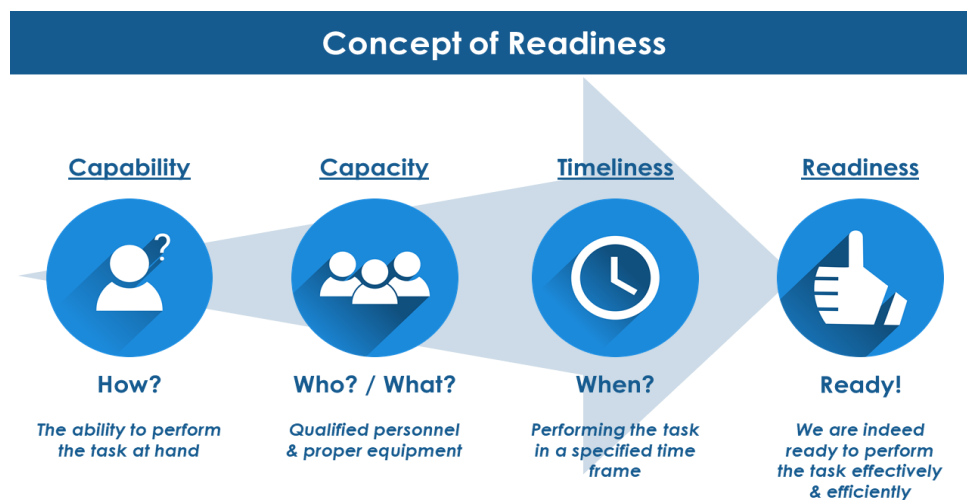 Concept of Readiness
Capability
?
How?
The ability to perform
the task at hand
Capacity
Who? / What?
Qualified personnel
& proper equipment
Timeliness
When?
Performing the task
in a specified time
frame
Readiness
Ready!
We are indeed
ready to perform
the task effectively
& efficiently